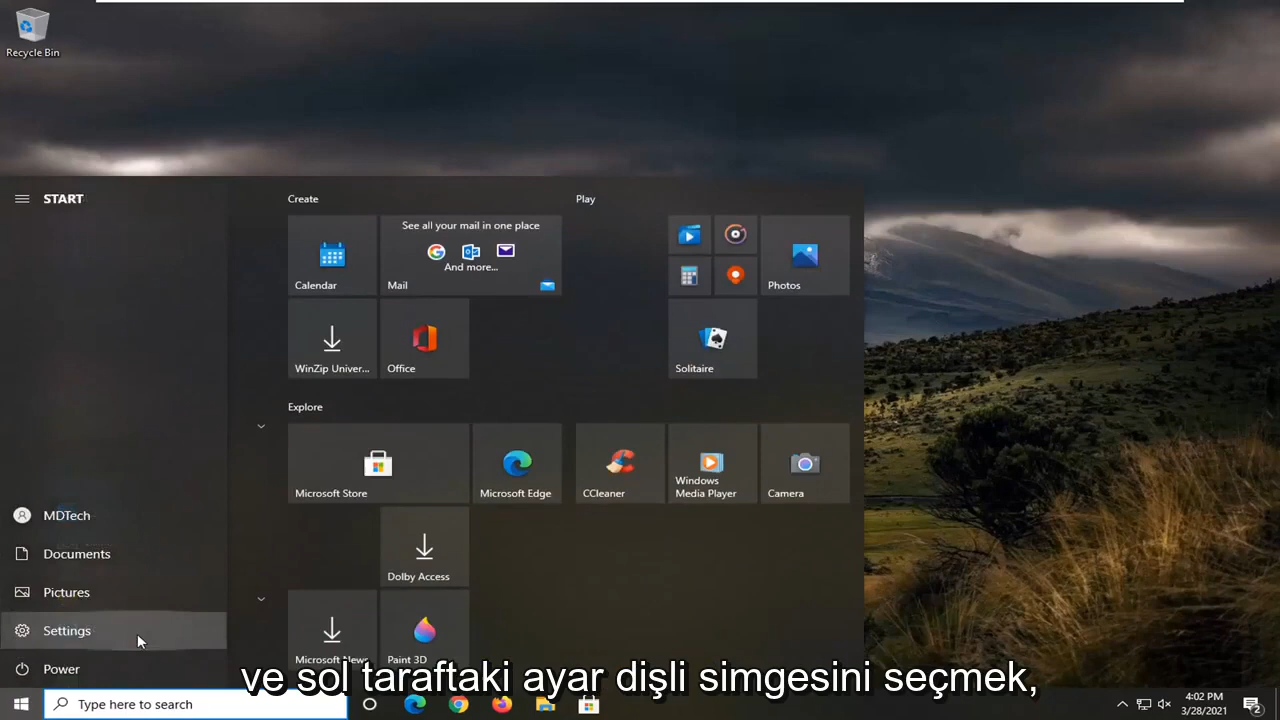 Recycle Bin
START
Create
Play
See all your mail in one place
And more...
Calendar
Mail
Photos
WinZip Univer...
Office
Solitaire
Explore
Microsoft Store
Microsoft Edge
CCleaner
Windows
Media Player
Camera
MDTech
Documents
Dolby Access
Pictures
Settings
Microsoft News
Paint 3D
Power
ve sol taraftaki ayar dişli simgesini seçmek,
Type here to search
4:02 PM
3/28/2021
2